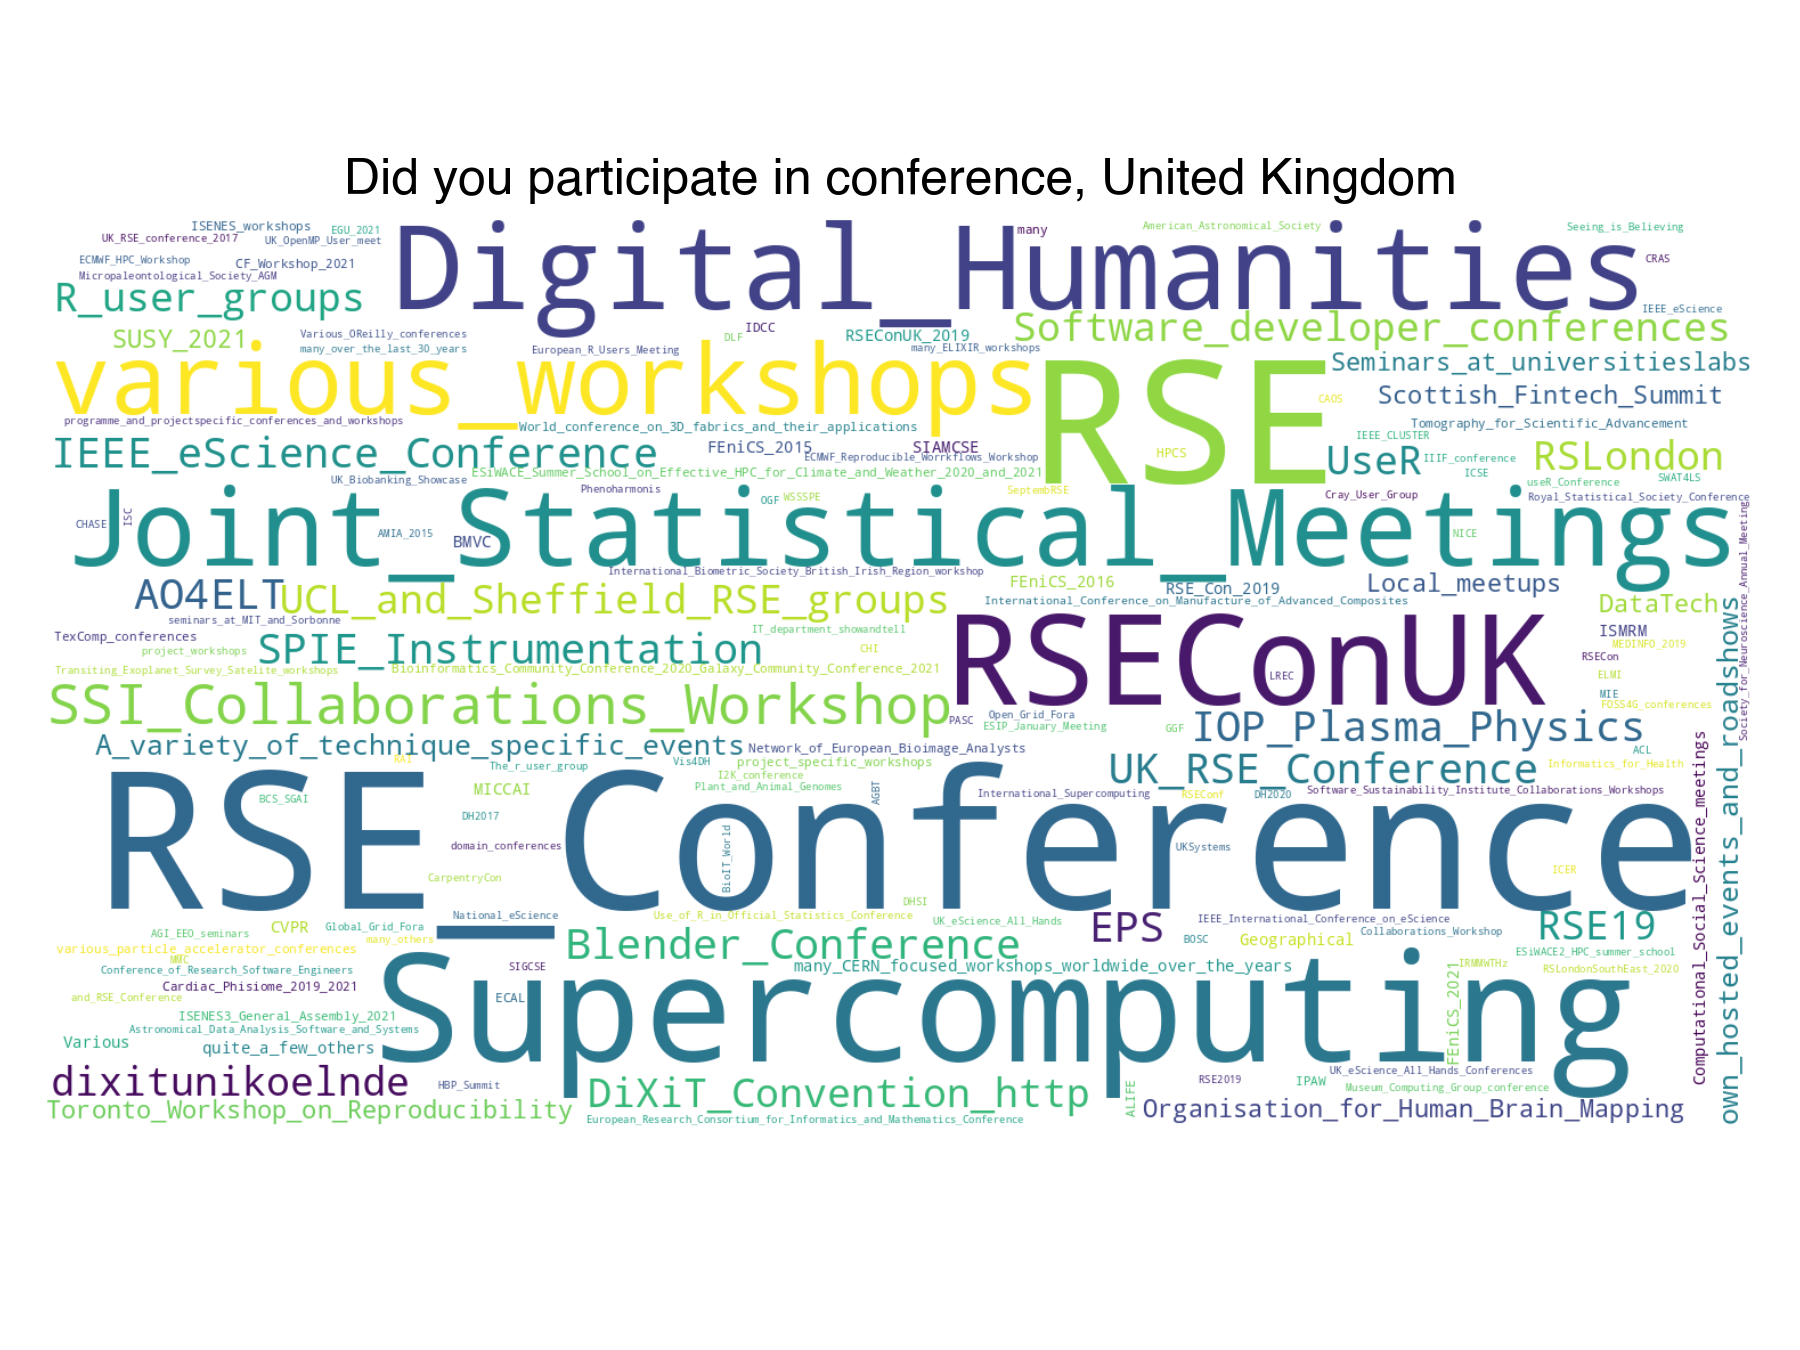 Did you participate in conference, United Kingdom
ISENES_workshops
EGU_2021
UK_RSE_conference_2017
UK_OpenMP_User_meet
Digital_Humanities
many
American_Astronomical_Society
Seeing_is_Believing
ECMWF_HPC_Workshop
CF_Workshop_2021
CRAS
Micropaleontological_Society_AGM
R_user_groups
IEEE_eScience
SUSY_2021
Various_OReilly_conferences
many_over_the_last_30_years
European_R_Users_Meeting
DLF
IDCC
RSEConUK_2019
many_ELIXIR_workshops
Software_developer_conferences
various_workshops
RSE
Seminars_at_universitieslabs
CAOS
Scottish_Fintech_Summit
programme_and_projectspecific_conferences_and_workshops
World_conference_on_3D_fabrics_and_their_applications
Tomography_for_Scientific_Advancement
IEEE_CLUSTER
IEEE_eScience_Conference
FEniCS_2015
SIAMCSE
ECMWF_Reproducible_Worrkflows_Workshop
HPCS
UseR
IIIF_conference
RSLondon
ESiWACE_Summer_School_on_Effective_HPC_for_Climate_and_Weather_2020_and_2021
ICSE
UK_Biobanking_Showcase
Phenoharmonis
OGF
WSSSPE
SeptembRSE
Cray_User_Group
useR_Conference
SWAT4LS
Royal_Statistical_Society_Conference
CHASE
ISC
Joint_Statistical_Meetings
AMIA_2015
BMVC
NICE
Society_for_Neuroscience_Annual_Meeting
International_Biometric_Society_British_Irish_Region_workshop
AO4ELT
UCL_and_Sheffield_RSE_groups
FEniCS_2016
RSE_Con_2019
Local_meetups
International_Conference_on_Manufacture_of_Advanced_Composites
DataTech
seminars_at_MIT_and_Sorbonne
TexComp_conferences
project_workshops
SPIE_Instrumentation
IT_department_showandtell
CHI
RSEConUK
LREC
ISMRM
MEDINFO_2019
RSECon
Transiting_Exoplanet_Survey_Satelite_workshops
Bioinformatics_Community_Conference_2020_Galaxy_Community_Conference_2021
ELMI
MIE
FOSS4G_conferences
SSI_Collaborations_Workshop
PASC
Open_Grid_Fora
ESIP_January_Meeting
GGF
IOP_Plasma_Physics
A_variety_of_technique_specific_events
Network_of_European_Bioimage_Analysts
RAI
The_r_user_group
Vis4DH
project_specific_workshops
I2K_conference
Plant_and_Animal_Genomes
UK_RSE_Conference
ACL
Informatics_for_Health
BCS_SGAI
MICCAI
AGBT
International_Supercomputing
RSEConf
DH2020
Software_Sustainability_Institute_Collaborations_Workshops
RSE_Conference
DH2017
domain_conferences
BioIT_World
UKSystems
CarpentryCon
ICER
DHSI
own_hosted_events_and_roadshows
Computational_Social_Science_meetings
AGI_EEO_seminars
CVPR
Global_Grid_Fora
National_eScience
Use_of_R_in_Official_Statistics_Conference
UK_eScience_All_Hands
EPS
IEEE_International_Conference_on_eScience
Collaborations_Workshop
BOSC
Geographical
RSE19
various_particle_accelerator_conferences
many_others
Blender_Conference
ESiWACE2_HPC_summer_school
Conference_of_Research_Software_Engineers
SIGCSE
many_CERN_focused_workshops_worldwide_over_the_years
IRMMWTHz
RSLondonSouthEast_2020
Cardiac_Phisiome_2019_2021
and_RSE_Conference
ECAL
Supercomputing
FEniCS_2021
ISENES3_General_Assembly_2021
Astronomical_Data_Analysis_Software_and_Systems
Various
quite_a_few_others
dixitunikoelnde
HBP_Summit
DiXiT_Convention_http
ALIFE
RSE2019
IPAW
UK_eScience_All_Hands_Conferences
Museum_Computing_Group_conference
Toronto_Workshop_on_Reproducibility
European_Research_Consortium_for_Informatics_and_Mathematics_Conference
Organisation_for_Human_Brain_Mapping